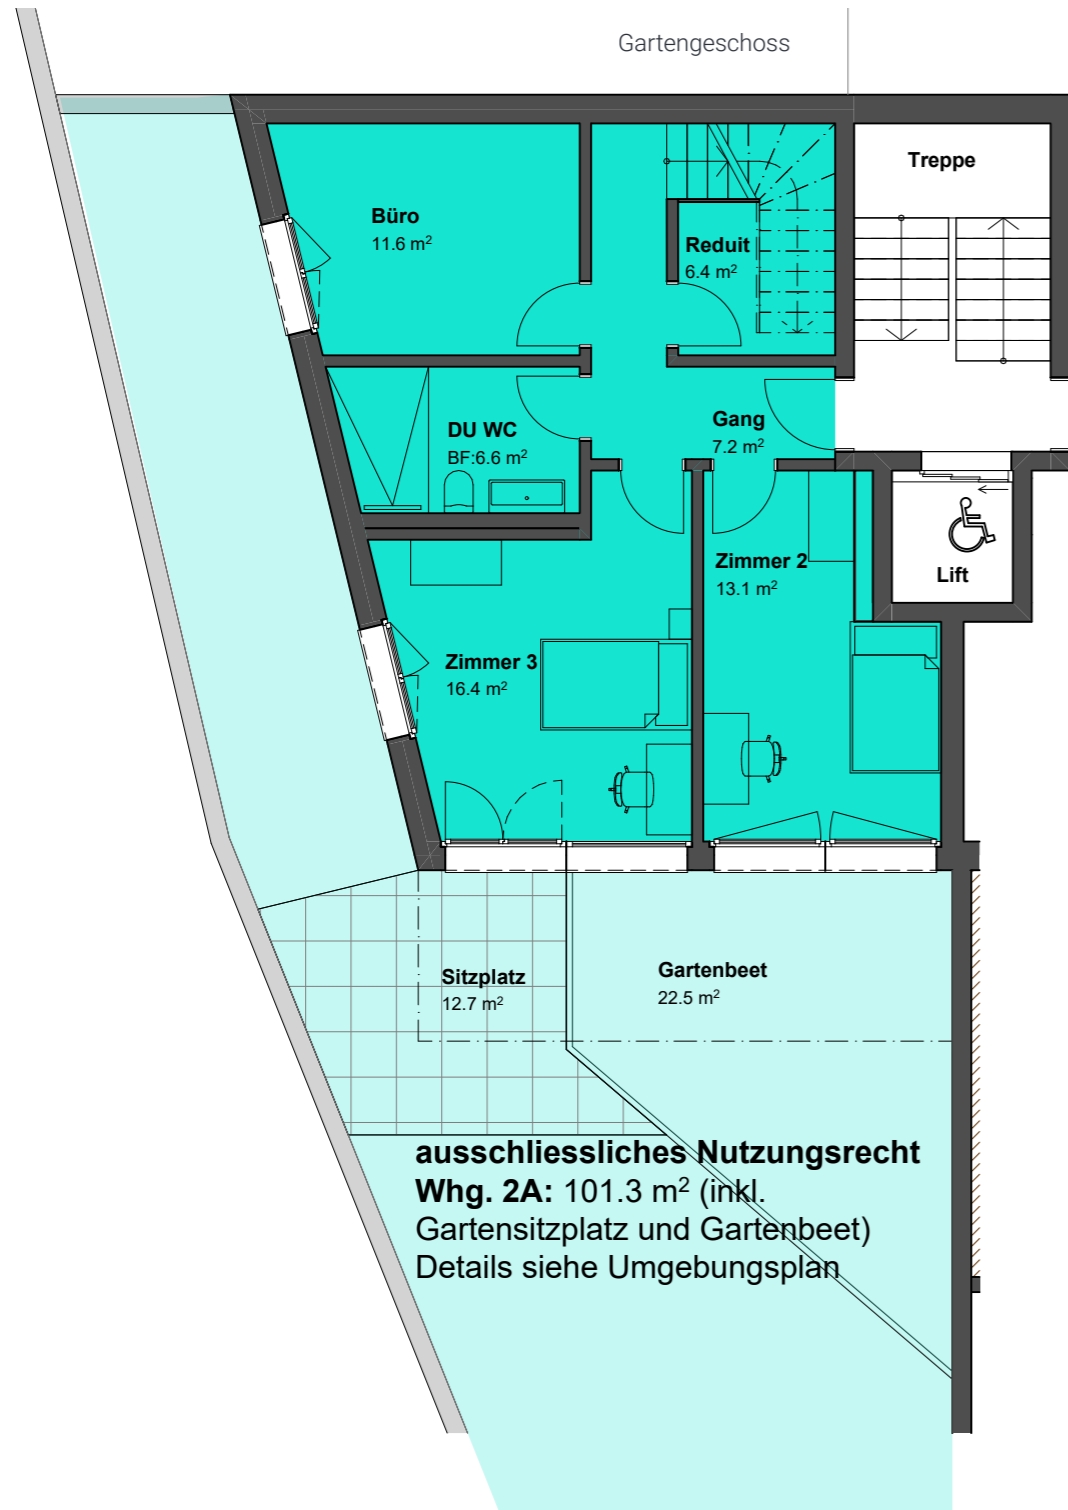 Gartengeschoss
Treppe
Büro
11.6 m²
Reduit
6.4 m²
DU WC
BF:6.6 m²
Gang
7.2 m²
Zimmer 2
13.1 m²
Lift
Zimmer 3
16.4 m²
Sitzplatz
12.7 m²
Gartenbeet
22.5 m²
ausschliessliches Nutzungsrecht
Whg. 2A: 101.3 m² (inkl.
Gartensitzplatz und Gartenbeet)
Details siehe Umgebungsplan